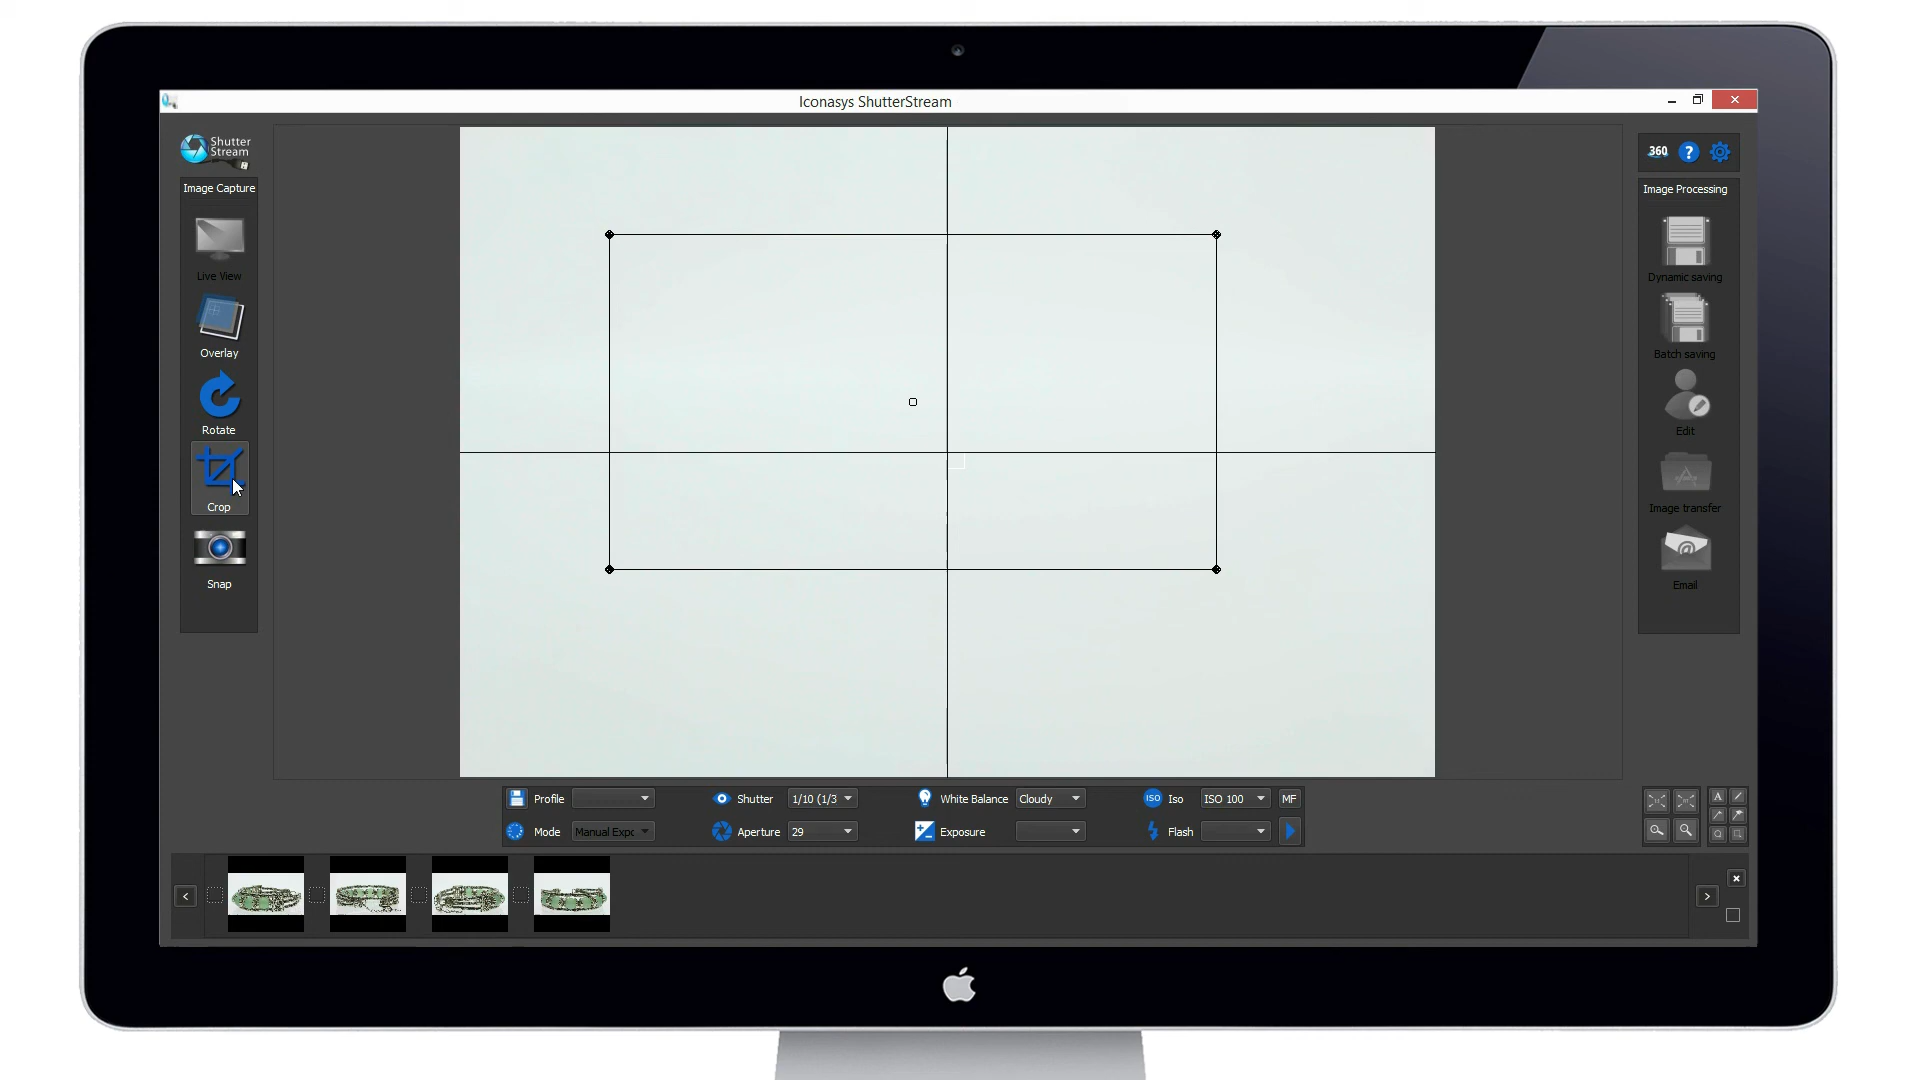 Iconasys ShutterStream
Shutter
Stream
Image Capture
Live View
Overlay
Rotate
Crop
Snap
360
?
Image Processing
Dynamic saving
Batch saving
Edit
Image transfer
@
Email
Profile
Shutter
1/10 (1/3
White Balance
Cloudy
ISO
Iso
ISO 100
MF
Mode
Manual Expc
Aperture
29
Exposure
Flash
A